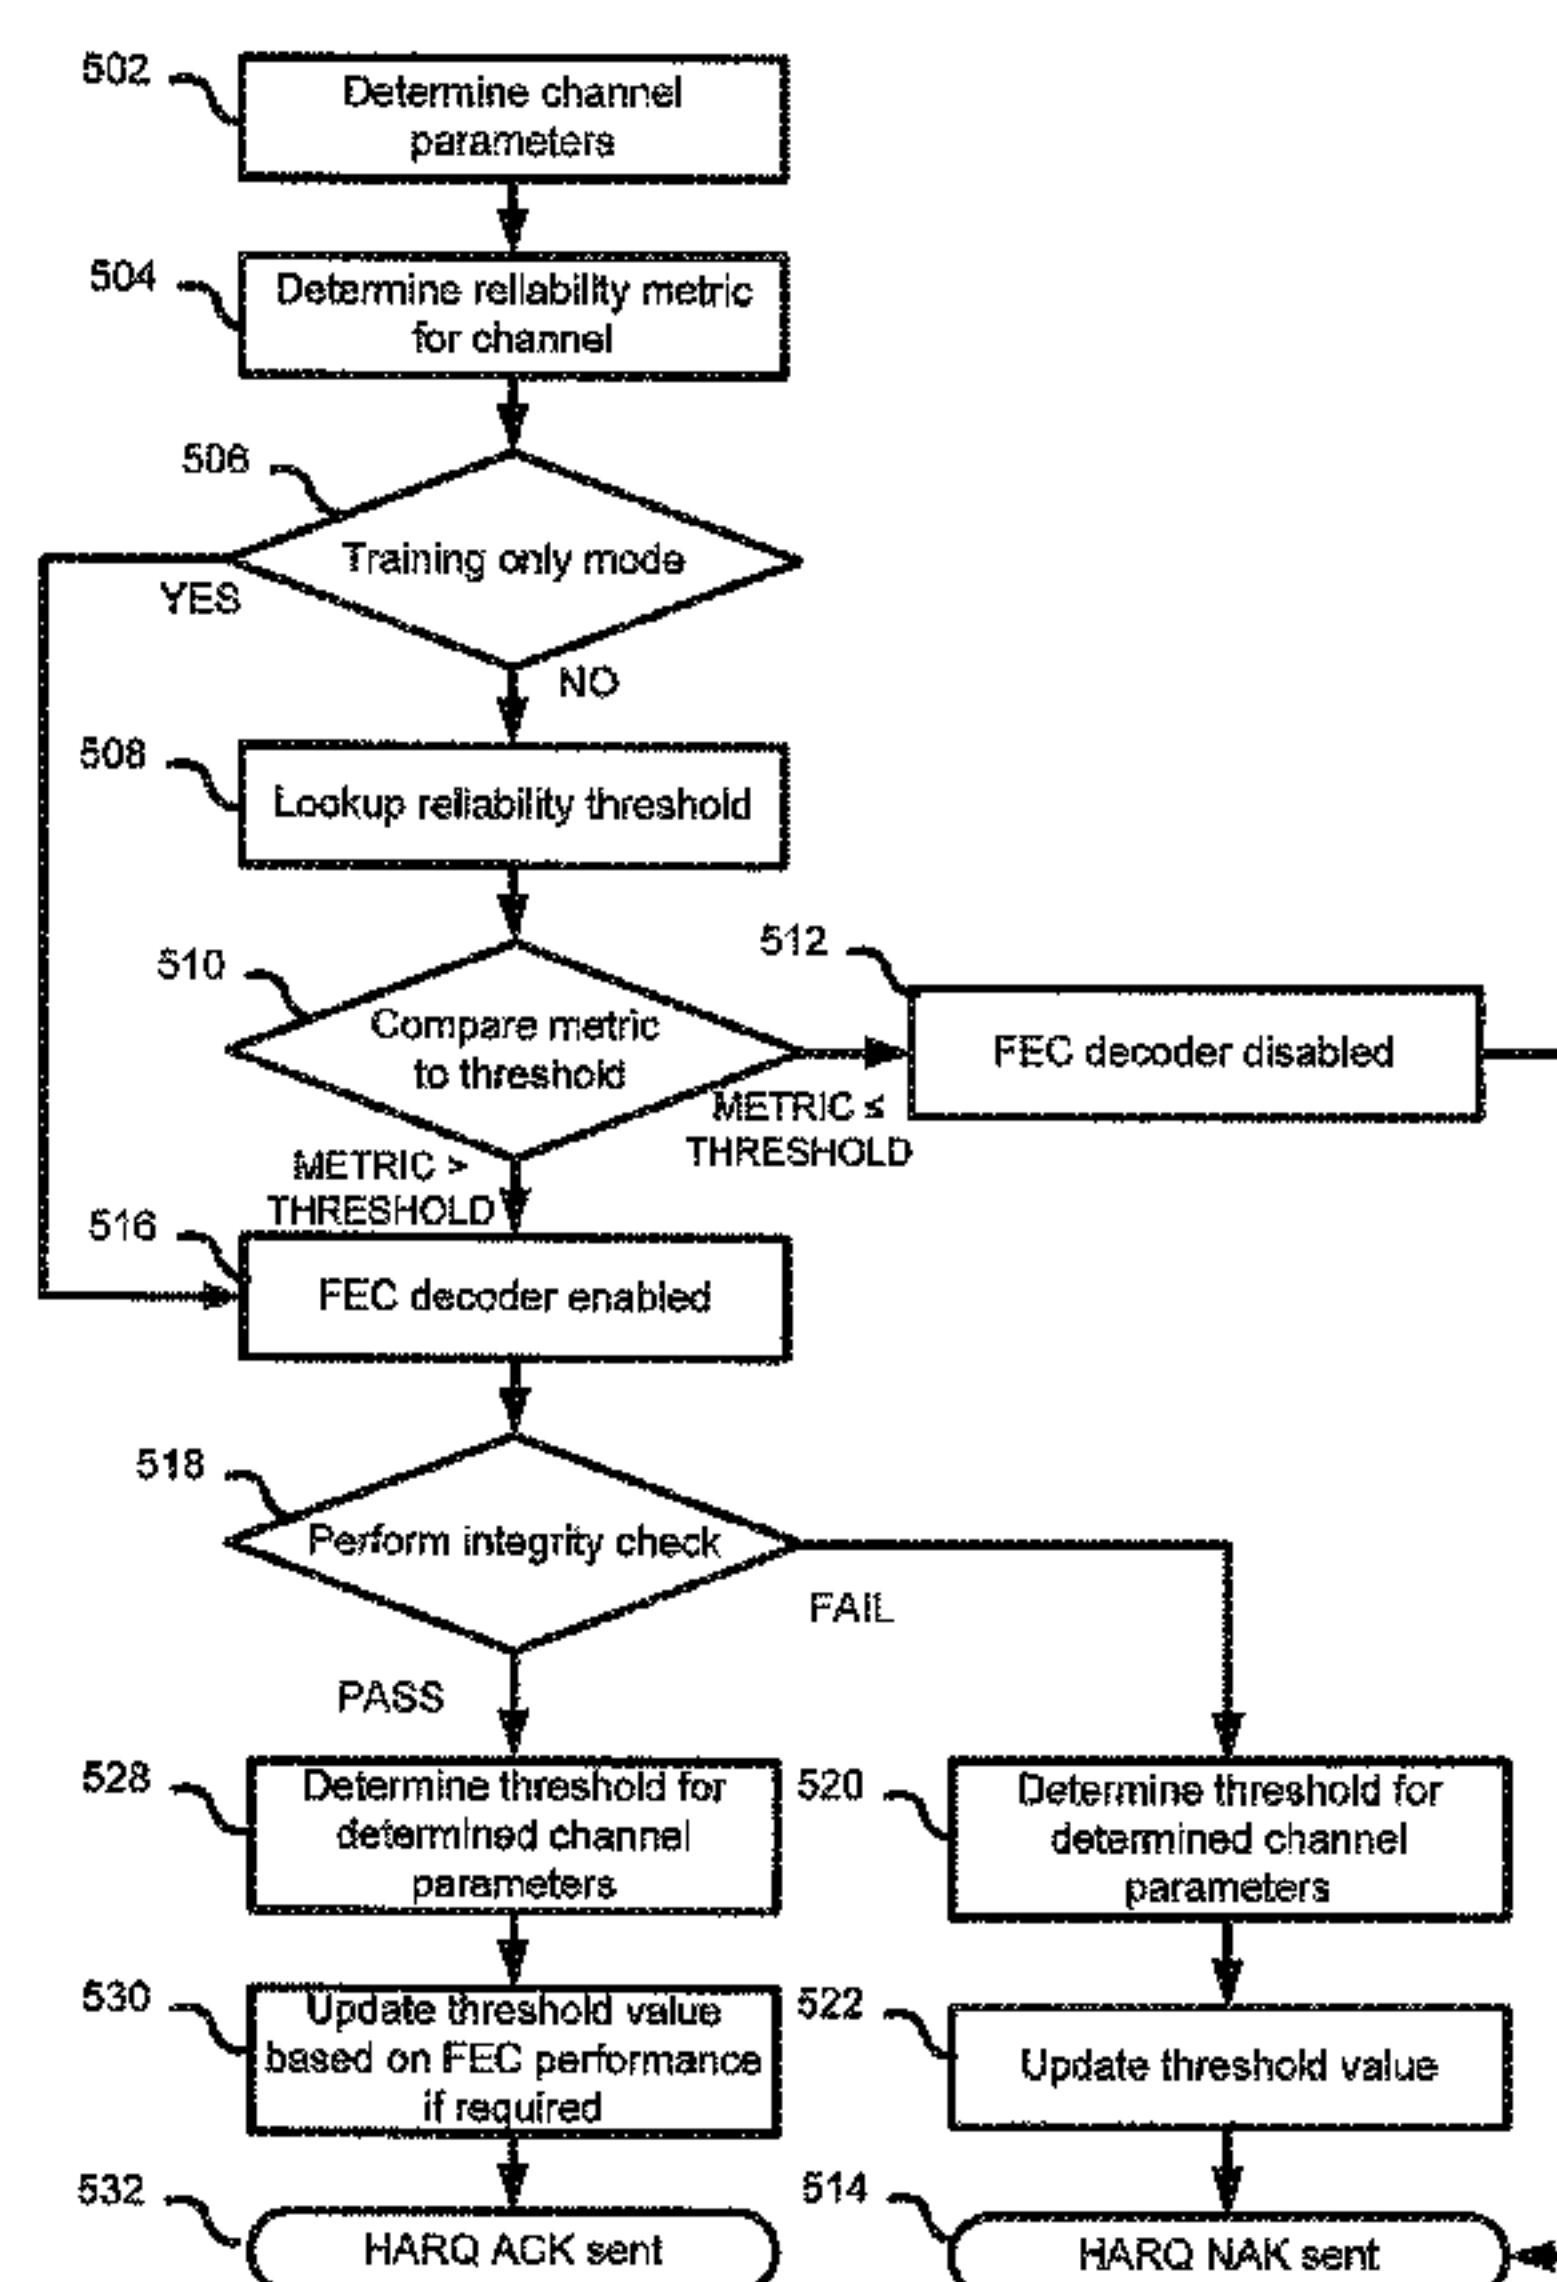 502
Determine channel
parameters
504
Determine reliability metric
for channel
506
Training only mode
YES
NO
508
Lookup reliability threshold
510
Compare metric
to threshold
512
FEC decoder disabled
METRIC ≤
THRESHOLD
METRIC >
THRESHOLD
516
FEC decoder enabled
518
Perform integrity check
FAIL
PASS
528
Determine threshold for
determined channel
parameters
520
Determine threshold for
determined channel
parameters
530
Update threshold value
based on FEC performance
if required
522
Update threshold value
532
HARQ ACK sent
514
HARQ NAK sent